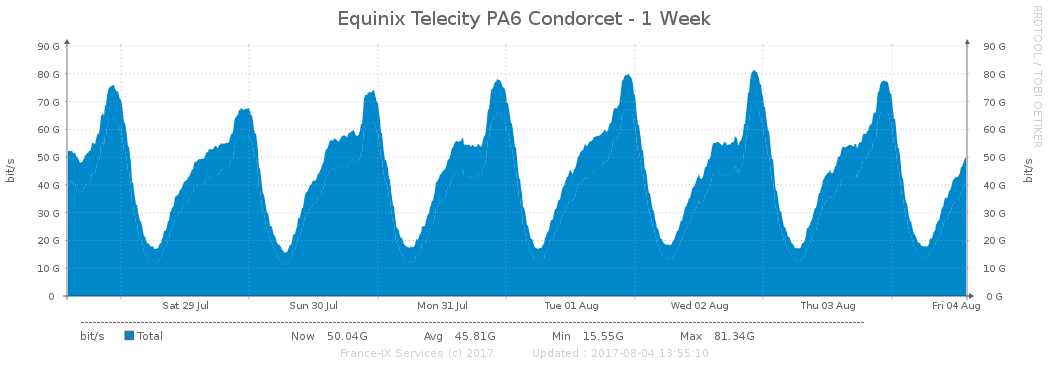 Equinix Telecity PA6 Condorcet - 1 Week
RRDTOOL / TOBI OETIKER
90 G 90 G
80 G 80 G
70 G 70 G
60 G 60 G
50 G 50 G
40 G 40 G
30 G 30 G
20 G 20 G
10 G 10 G
0 0 G
bit/s bit/s
Sat 29 Jul Sun 30 Jul Mon 31 Jul Tue 01 Aug Wed 02 Aug Thu 03 Aug Fri 04 Aug
bit/s Total Now 50.04G Avg 45.81G Min 15.55G Max 81.34G
France-IX Services (c) 2017 Updated : 2017-08-04 13:55:10